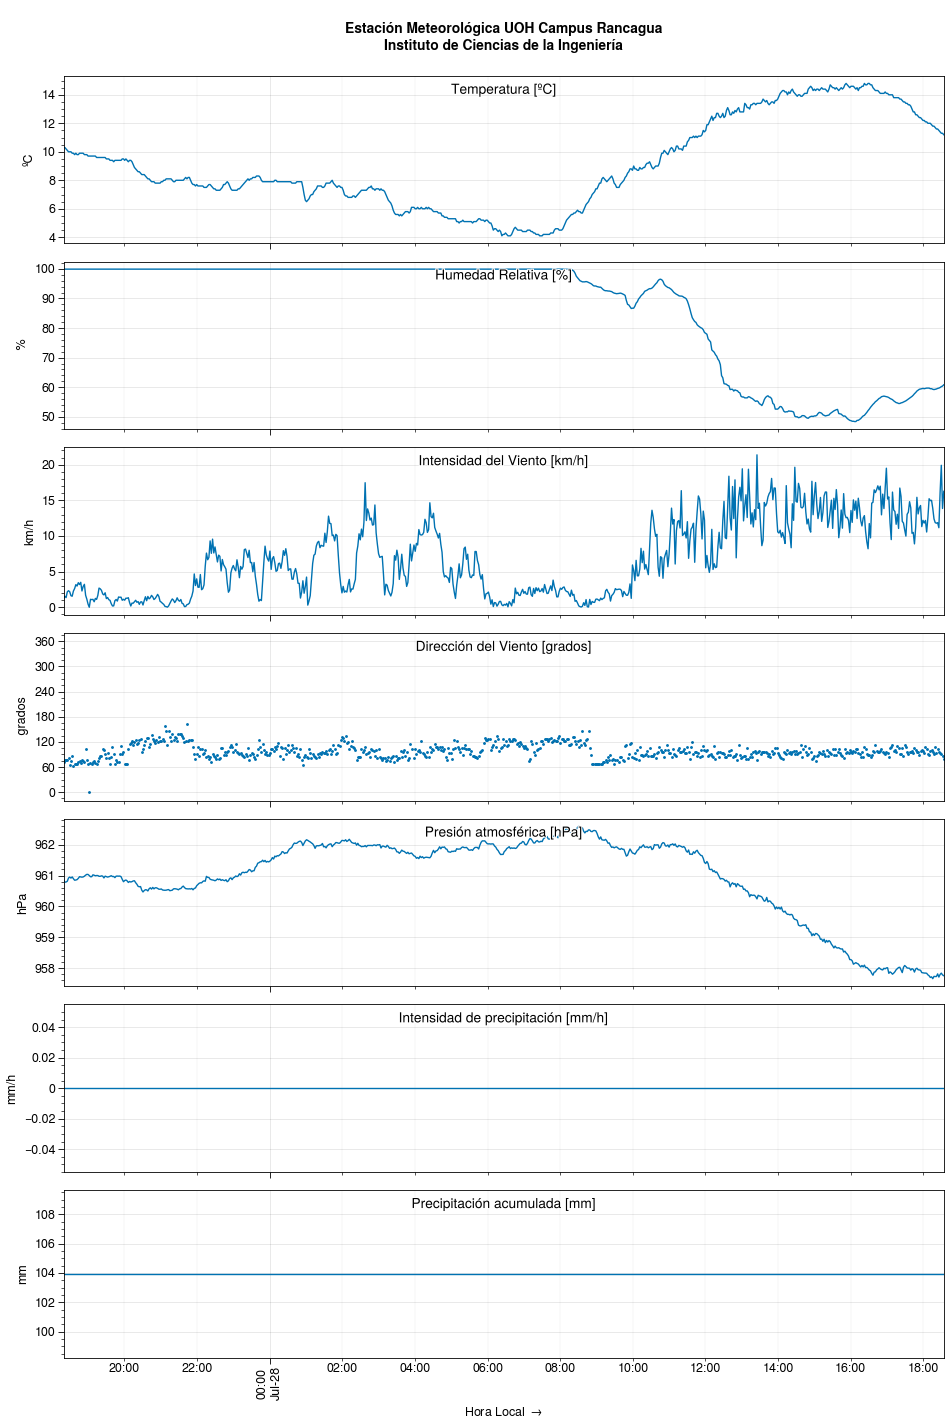 Estación Meteorológica UOH Campus Rancagua
Instituto de Ciencias de la Ingeniería
Temperatura [ºC]
14
12
10
8
6
4
ºC
Humedad Relativa [%]
100
90
80
70
60
50
%
Intensidad del Viento [km/h]
20
15
10
5
0
km/h
Dirección del Viento [grados]
360
300
240
180
120
60
0
grados
Presión atmosférica [hPa]
962
961
960
959
958
hPa
Intensidad de precipitación [mm/h]
0.04
0.02
0
−0.02
−0.04
mm/h
Precipitación acumulada [mm]
108
106
104
102
100
mm
20:00 22:00 00:00 02:00 04:00 06:00 08:00 10:00 12:00 14:00 16:00 18:00
Jul-28
Hora Local →